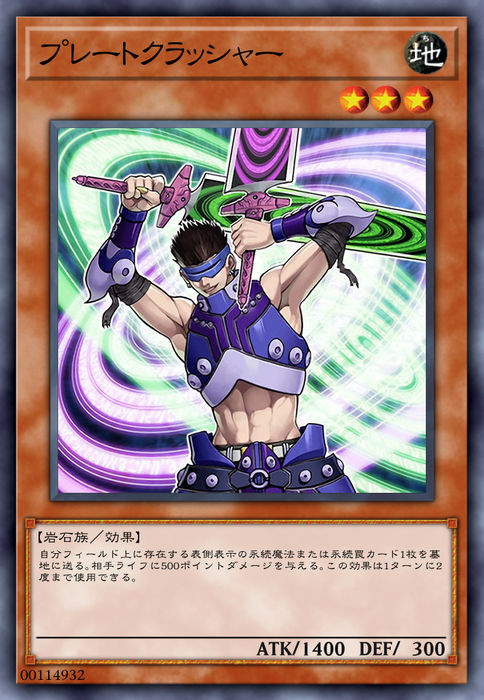 プレートクラッシャー
ち
地
【岩石族／効果】
自分フィールド上に存在する表側表示の永続魔法または永続罠カード1枚を墓
地に送る。相手ライフに500ポイントダメージを与える。この効果は1ターンに2
度まで使用できる。
ATK/1400 DEF/ 300
00114932